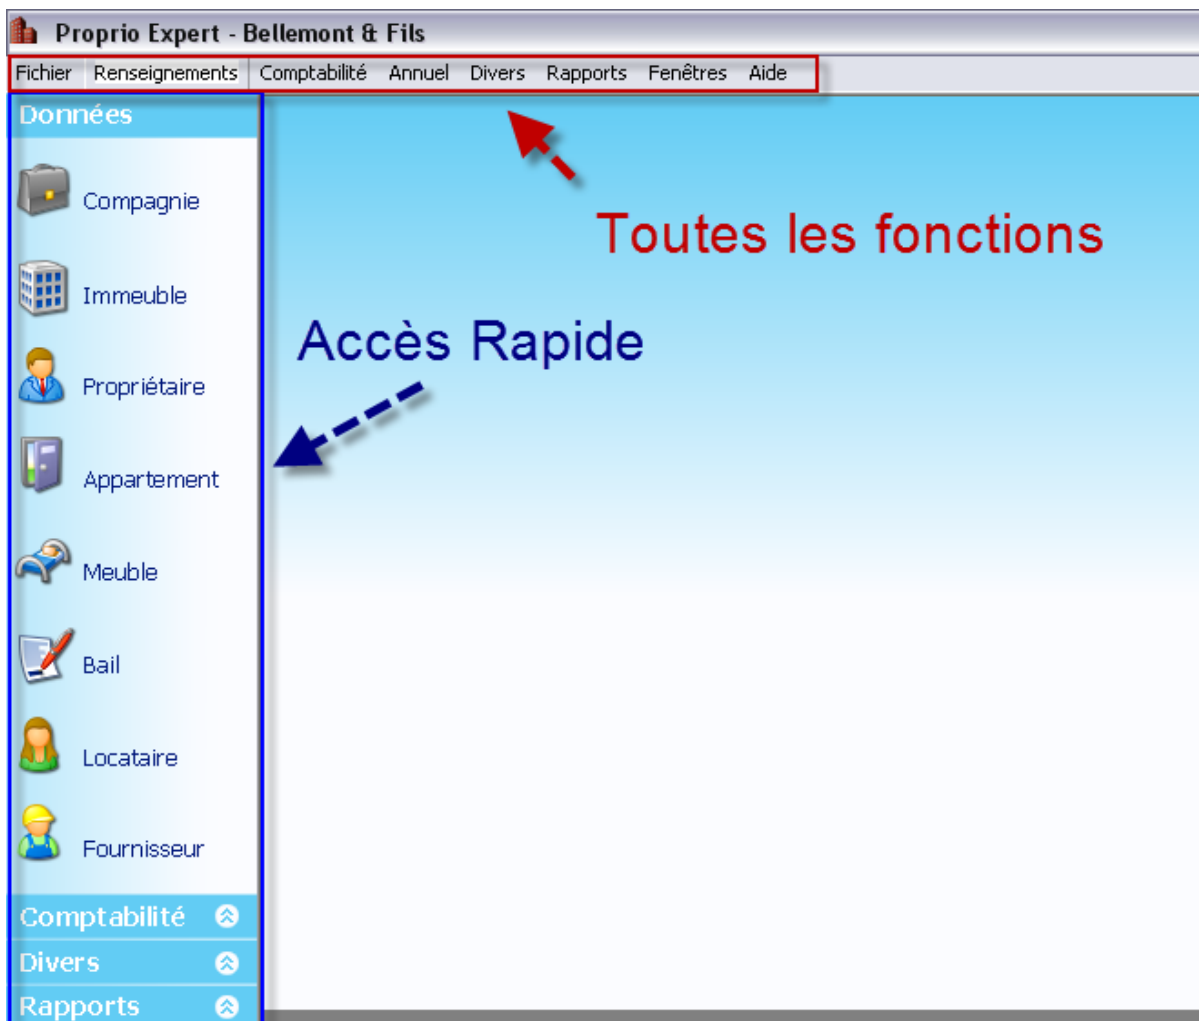 Proprio Expert - Bellemont & Fils
Fichier Renseignements Comptabilité Annuel Divers Rapports Fenêtres Aide
Données
Compagnie
Toutes les fonctions
Immeuble
Accès Rapide
Propriétaire
Appartement
Meuble
Bail
Locataire
Fournisseur
Comptabilité
Divers
Rapports